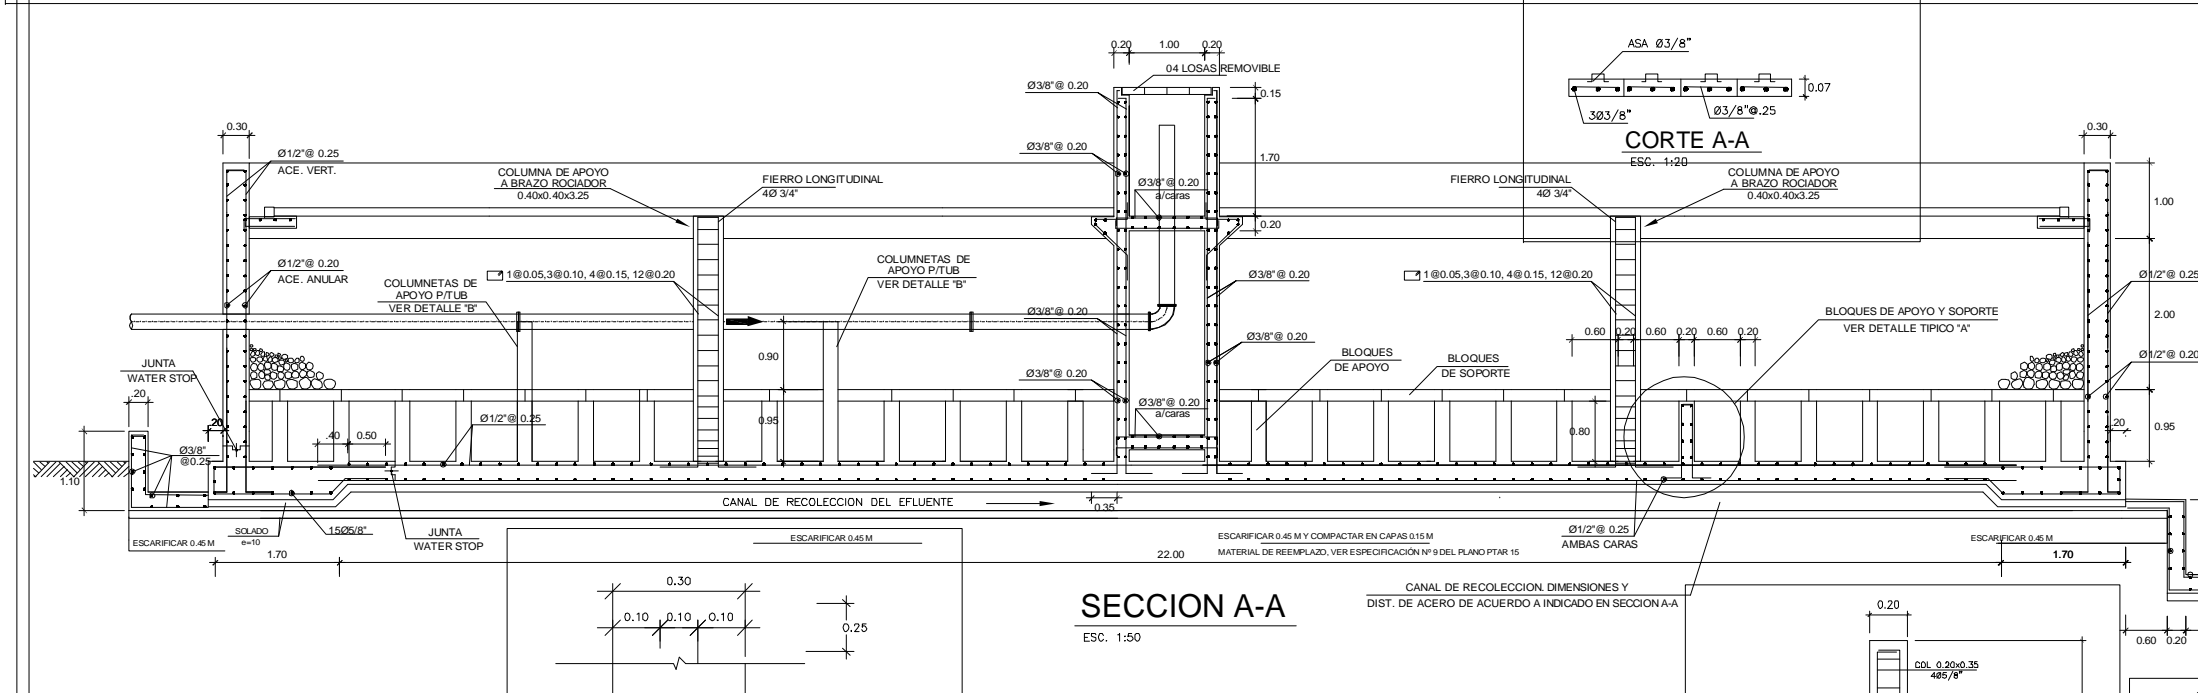 0.20
1.00
0.20
04 LOSAS REMOVIBLE
Ø3/8"@ 0.20
0.15
ASA Ø3/8"
0.07
3Ø3/8"
Ø3/8"@.25
CORTE A-A
ESC. 1:20
0.30
Ø1/2"@ 0.25
ACE. VERT.
COLUMNA DE APOYO
A BRAZO ROCIADOR
0.40x0.40x3.25
FIERRO LONGITUDINAL
4Ø 3/4"
Ø3/8"@ 0.20
1.70
Ø3/8"@ 0.20
a/caras
FIERRO LONGITUDINAL
4Ø 3/4"
COLUMNA DE APOYO
A BRAZO ROCIADOR
0.40x0.40x3.25
0.30
1.00
0.20
Ø1/2"@ 0.20
ACE. ANULAR
COLUMNETAS DE
APOYO P/TUB
VER DETALLE "B"
1@0.05,3@0.10, 4@0.15, 12@0.20
COLUMNETAS DE
APOYO P/TUB
VER DETALLE "B"
Ø3/8"@ 0.20
1@0.05,3@0.10, 4@0.15, 12@0.20
Ø1/2"@ 0.25
Ø3/8"@ 0.20
BLOQUES DE APOYO Y SOPORTE
VER DETALLE TIPICO "A"
2.00
0.60
0.20
0.60
0.20
0.60
0.20
Ø3/8"@ 0.20
JUNTA
WATER STOP
0.90
BLOQUES
DE APOYO
BLOQUES
DE SOPORTE
Ø1/2"@ 0.20
Ø3/8"@ 0.20
.20
.20
Ø1/2"@ 0.25
0.95
Ø3/8"@ 0.20
a/caras
0.80
.20
0.95
.40
0.50
Ø3/8"
@0.25
1.10
CANAL DE RECOLECCION DEL EFLUENTE
0.35
SOLADO
e=10
15Ø5/8"
JUNTA
WATER STOP
ESCARIFICAR 0.45 M
ESCARIFICAR 0.45 M
ESCARIFICAR 0.45 M Y COMPACTAR EN CAPAS 0.15 M
MATERIAL DE REEMPLAZO, VER ESPECIFICACIÓN Nº 9 DEL PLANO PTAR 15
Ø1/2"@ 0.25
AMBAS CARAS
ESCARIFICAR 0.45 M
1.70
22.00
1.70
CANAL DE RECOLECCION. DIMENSIONES Y
DIST. DE ACERO DE ACUERDO A INDICADO EN SECCION A-A
SECCION A-A
ESC. 1:50
0.30
0.10
0.10
0.10
0.25
0.20
COL 0.20x0.35
4Ø5/8"
0.60
0.20